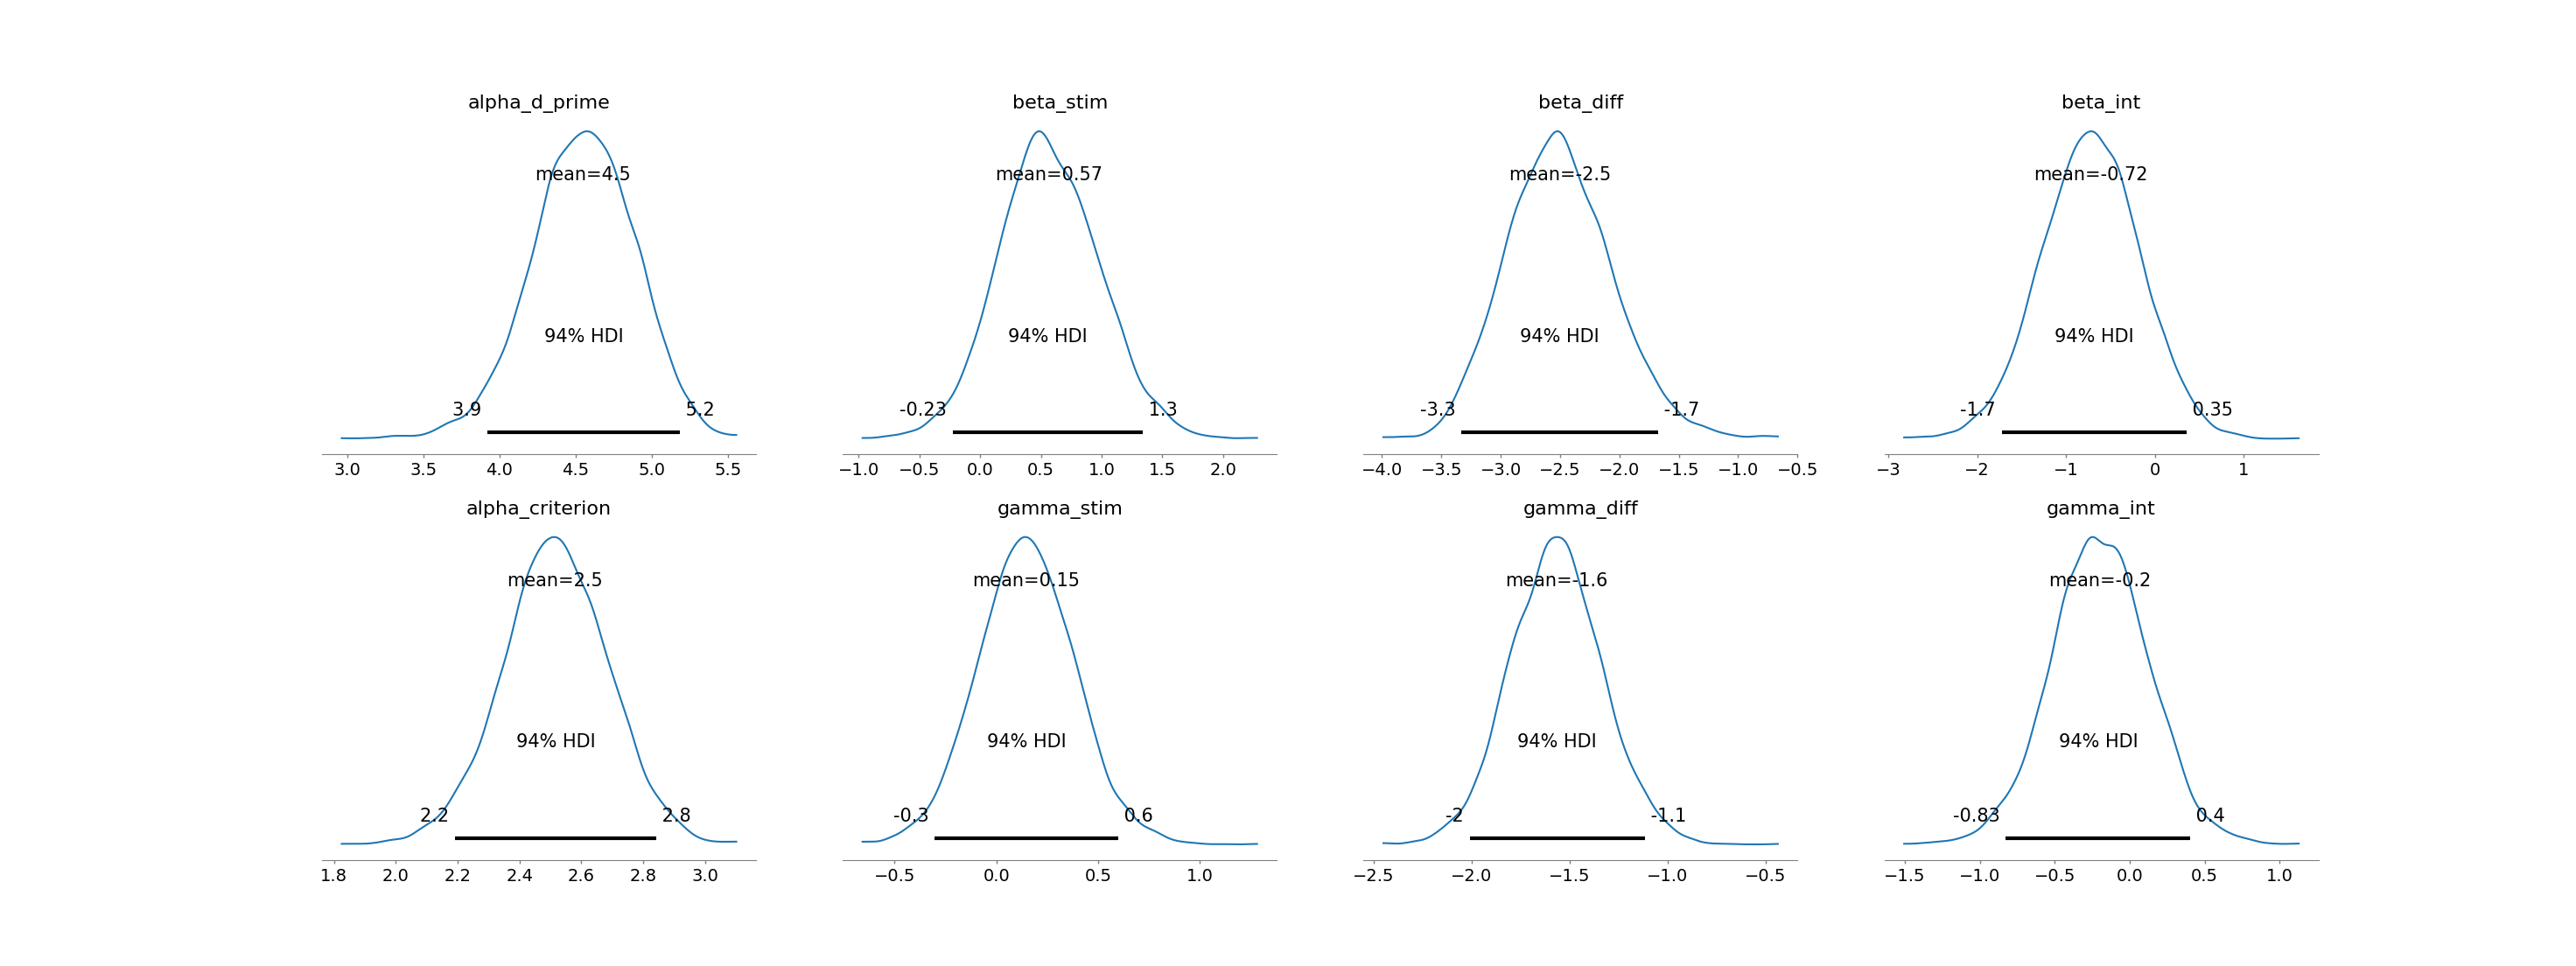 alpha_d_prime
beta_stim
beta_diff
beta_int
mean=4.5
mean=0.57
mean=-2.5
mean=-0.72
94% HDI
94% HDI
94% HDI
94% HDI
3.9 5.2
-0.23 1.3
-3.3 -1.7
-1.7 0.35
3.0 3.5 4.0 4.5 5.0 5.5
−1.0 −0.5 0.0 0.5 1.0 1.5 2.0
−4.0 −3.5 −3.0 −2.5 −2.0 −1.5 −1.0 −0.5
−3 −2 −1 0 1
alpha_criterion
gamma_stim
gamma_diff
gamma_int
mean=2.5
mean=0.15
mean=-1.6
mean=-0.2
94% HDI
94% HDI
94% HDI
94% HDI
2.2 2.8
-0.3 0.6
-2 -1.1
-0.83 0.4
1.8 2.0 2.2 2.4 2.6 2.8 3.0
−0.5 0.0 0.5 1.0
−2.5 −2.0 −1.5 −1.0 −0.5
−1.5 −1.0 −0.5 0.0 0.5 1.0